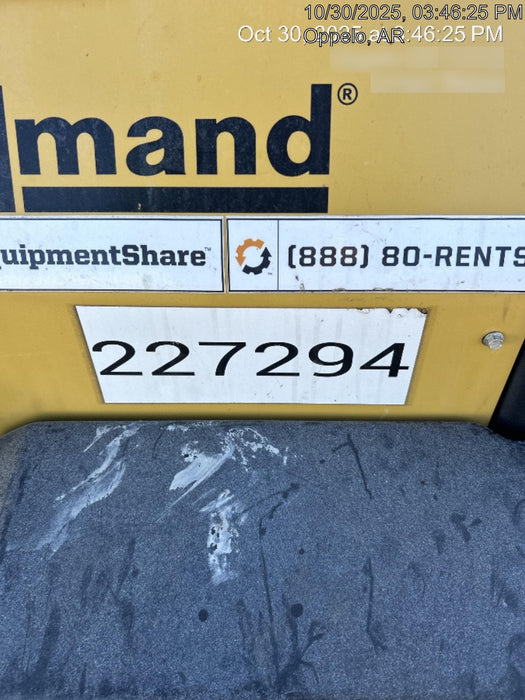 10/30/2025, 03:46:25 PM
Oppelo, AR
mand®
uipmentShare™
(888) 80-RENTS
227294